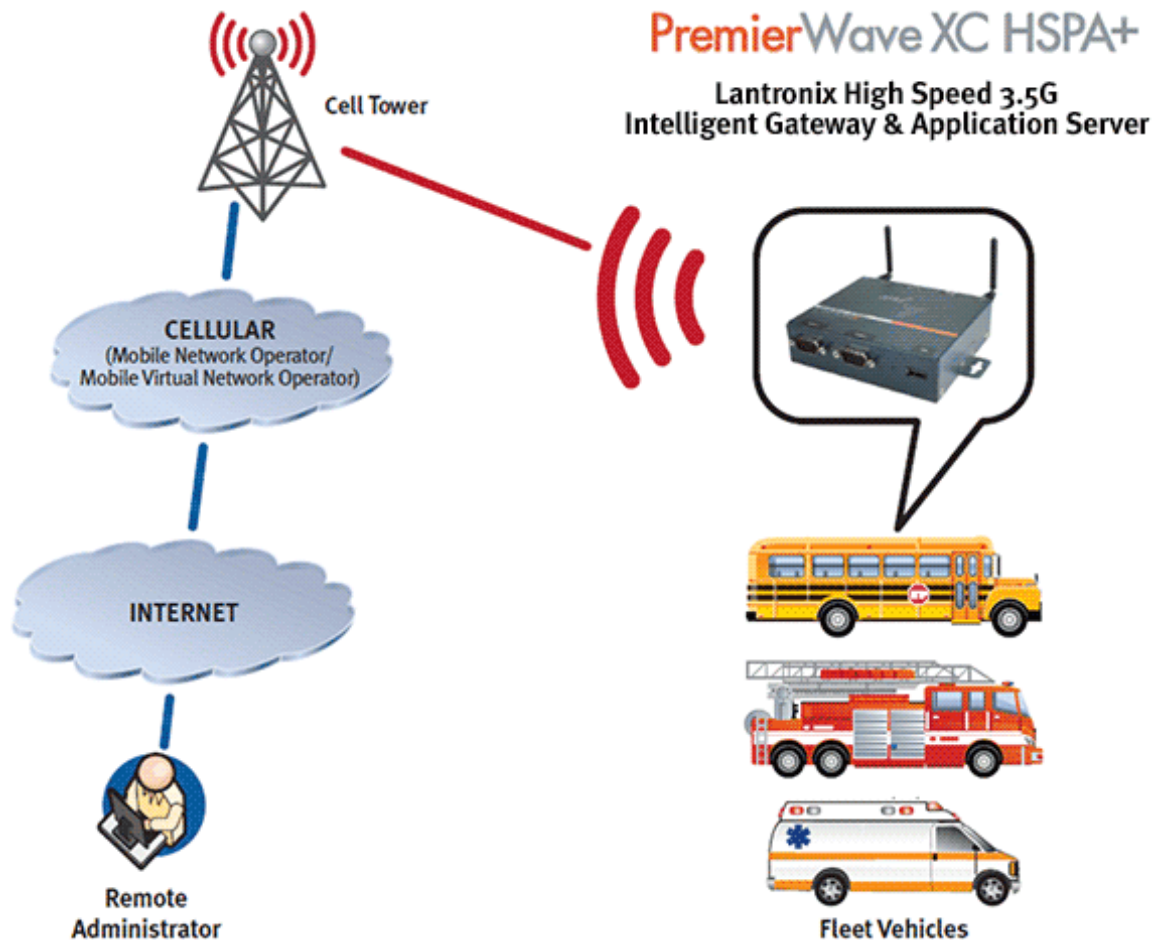 PremierWave XC HSPA+
Lantronix High Speed 3.5G
Intelligent Gateway & Application Server
Cell Tower
CELLULAR
(Mobile Network Operator/
Mobile Virtual Network Operator)
INTERNET
Remote
Administrator
Fleet Vehicles